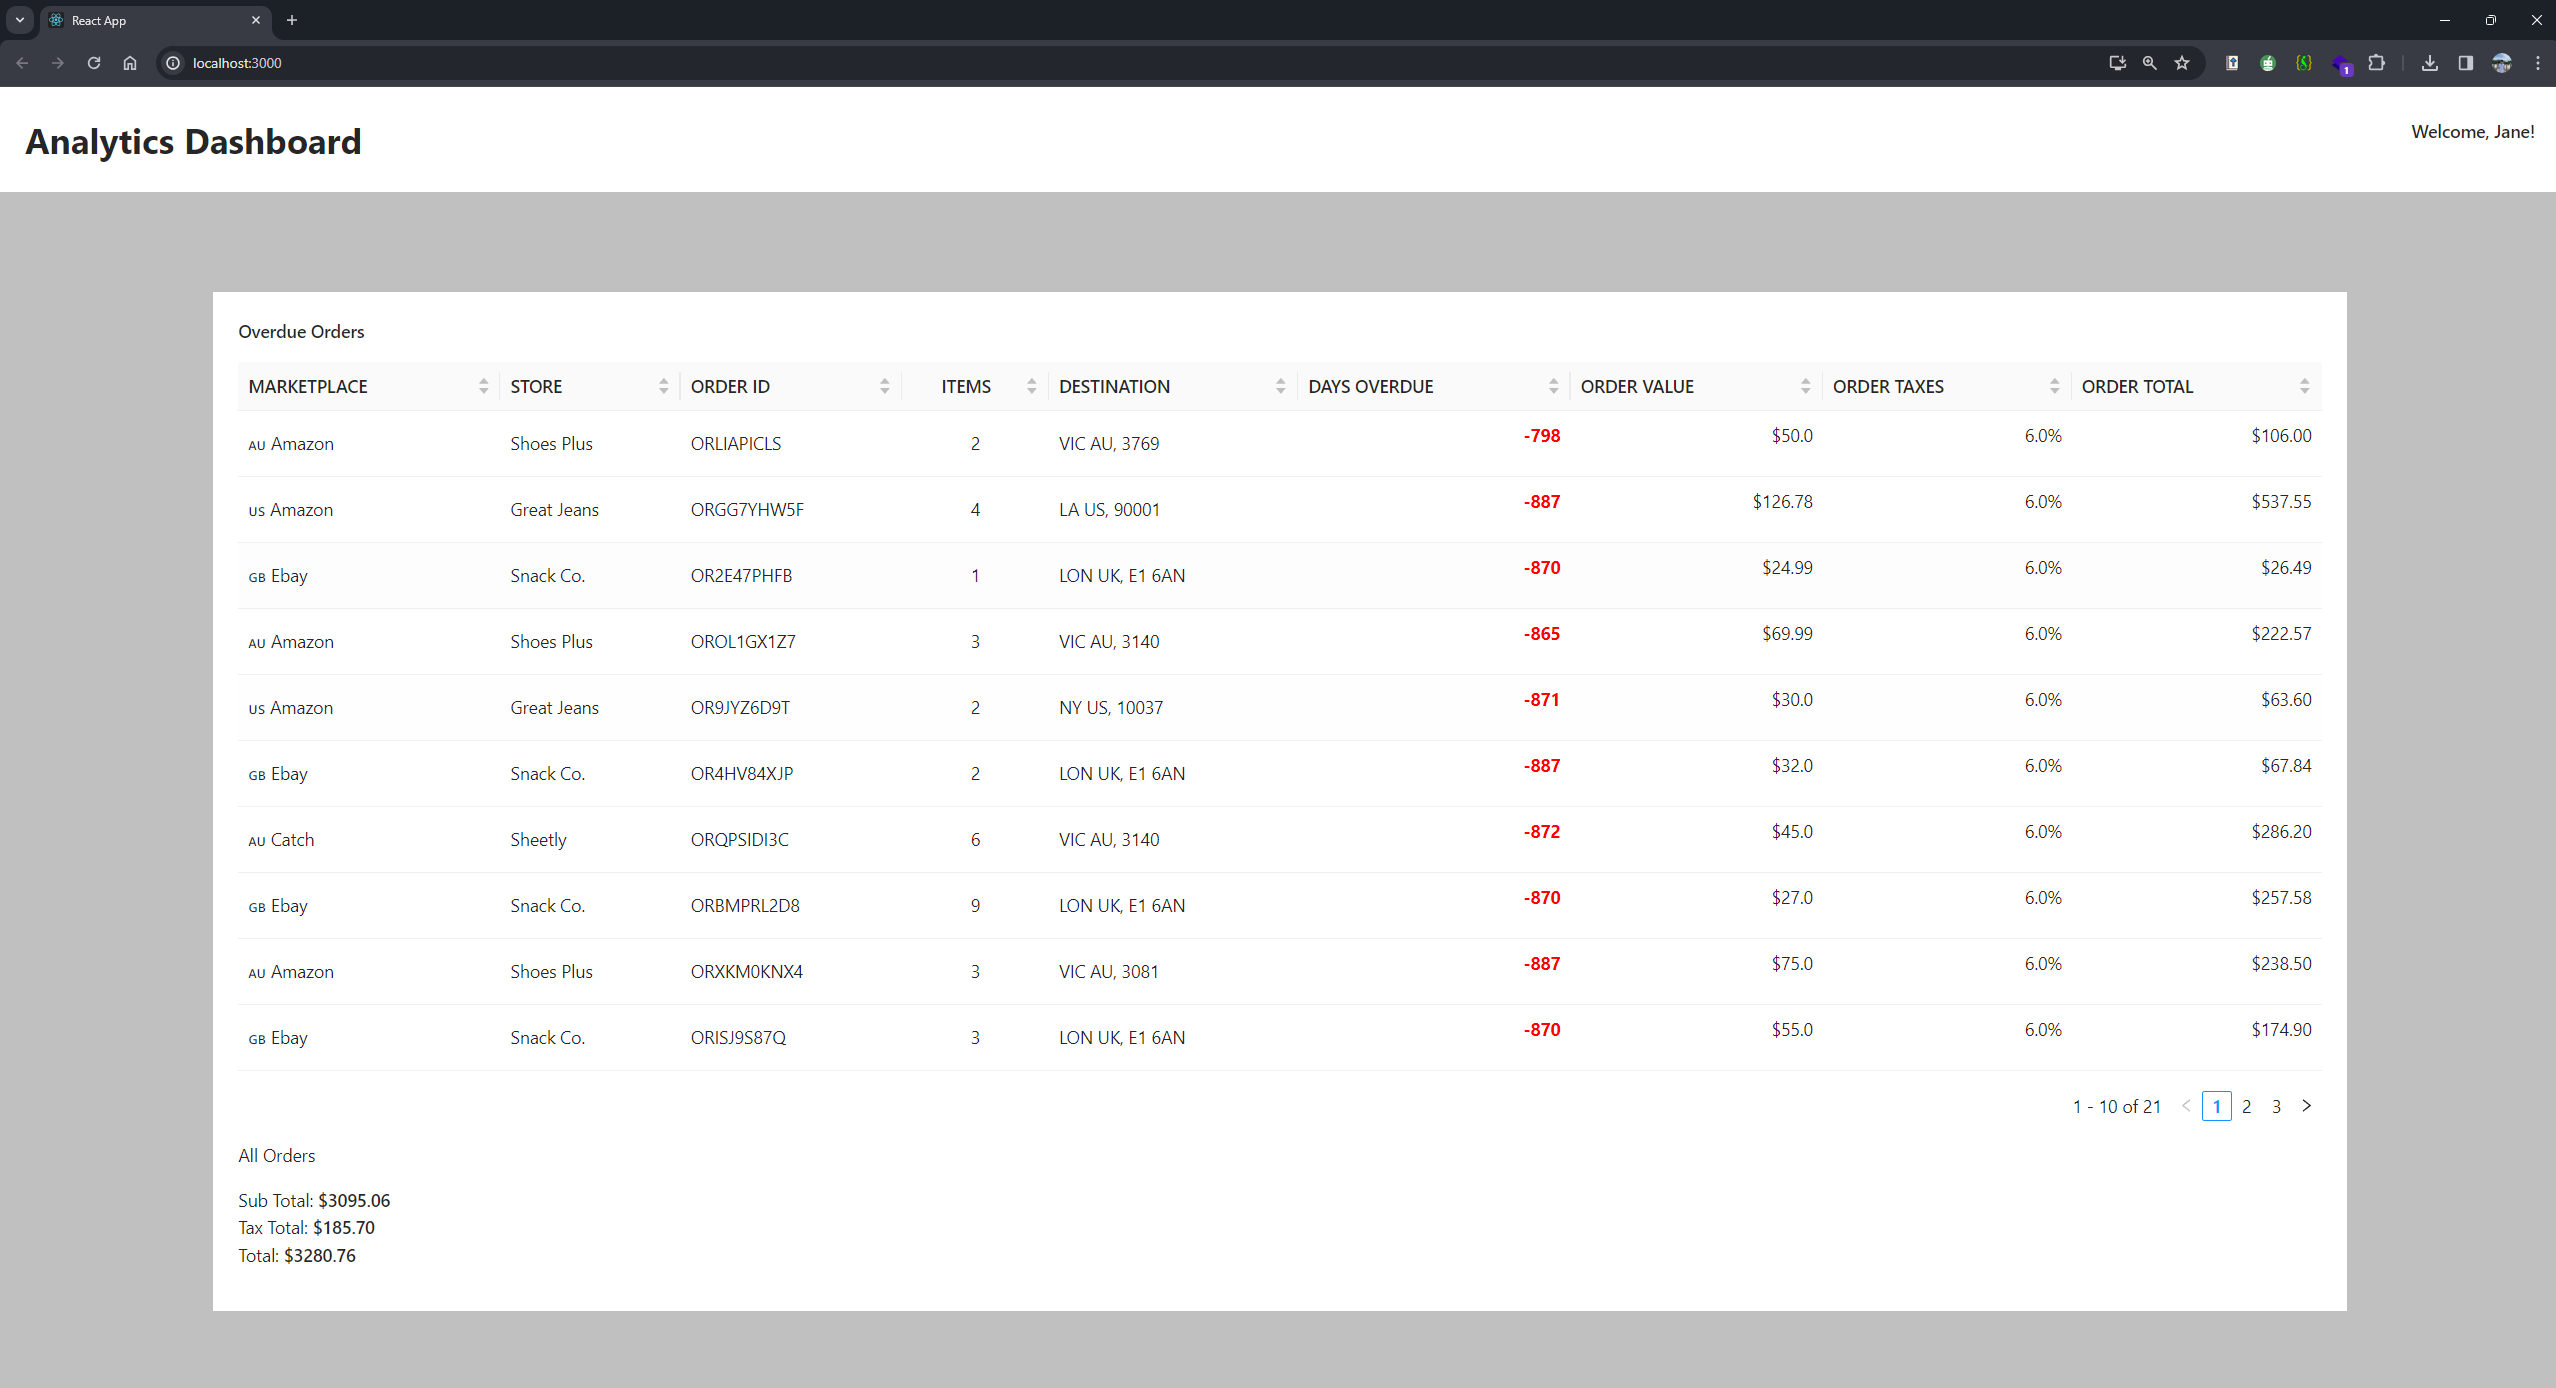 React App
localhost:3000
1
Analytics Dashboard
Welcome, Jane!
Overdue Orders
MARKETPLACE STORE ORDER ID ITEMS DESTINATION DAYS OVERDUE ORDER VALUE ORDER TAXES ORDER TOTAL
AU Amazon Shoes Plus ORLIAPICLS 2 VIC AU, 3769 -798 $50.0 6.0% $106.00
US Amazon Great Jeans ORGG7YHW5F 4 LA US, 90001 -887 $126.78 6.0% $537.55
GB Ebay Snack Co. OR2E47PHFB 1 LON UK, E1 6AN -870 $24.99 6.0% $26.49
AU Amazon Shoes Plus OROL1GX1Z7 3 VIC AU, 3140 -865 $69.99 6.0% $222.57
US Amazon Great Jeans OR9JYZ6D9T 2 NY US, 10037 -871 $30.0 6.0% $63.60
GB Ebay Snack Co. OR4HV84XJP 2 LON UK, E1 6AN -887 $32.0 6.0% $67.84
AU Catch Sheetly ORQPSIDI3C 6 VIC AU, 3140 -872 $45.0 6.0% $286.20
GB Ebay Snack Co. ORBMPRL2D8 9 LON UK, E1 6AN -870 $27.0 6.0% $257.58
AU Amazon Shoes Plus ORXKM0KNX4 3 VIC AU, 3081 -887 $75.0 6.0% $238.50
GB Ebay Snack Co. ORISJ9S87Q 3 LON UK, E1 6AN -870 $55.0 6.0% $174.90
1 - 10 of 21 1 2 3
All Orders
Sub Total: $3095.06
Tax Total: $185.70
Total: $3280.76